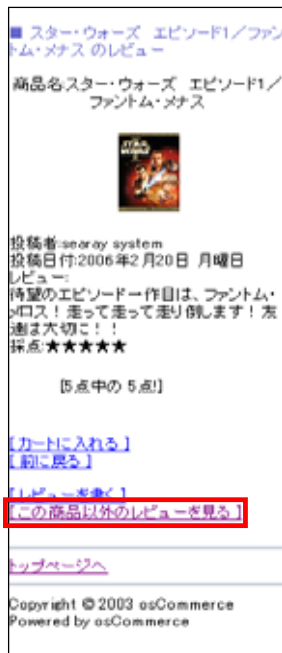 ■ スター・ウォーズ エピソード1／ファン
トム・メナス のレビュー
商品名:スター・ウォーズ エピソード1／
ファントム・メナス
STAR
WARS
投稿者:searay system
投稿日付:2006年2月20日 月曜日
レビュー:
待望のエピソード一作目は、ファントム・
メロス！走って走って走り倒します！友
達は大切に！！
採点:★★★★★
[5点中の 5点!]
[カートに入れる]
[前に戻る]
[レビューを書く]
[この商品以外のレビューを見る]
トップページへ
Copyright © 2003 osCommerce
Powered by osCommerce